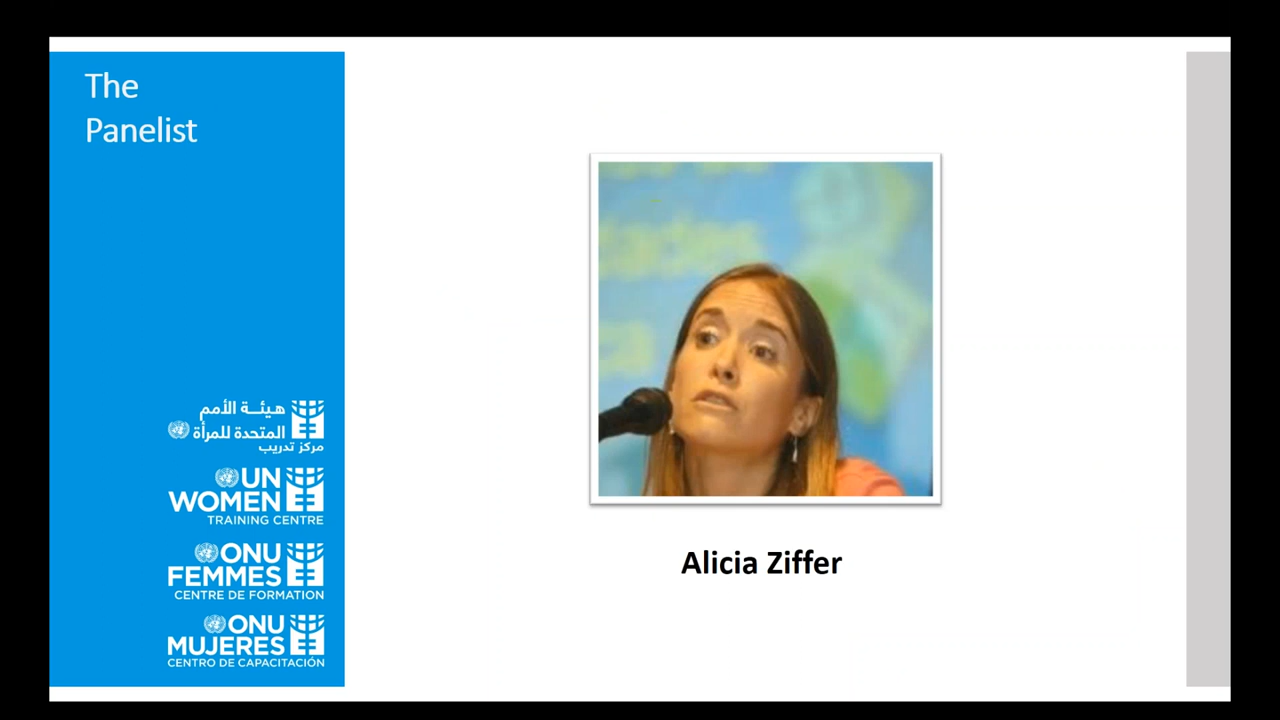 The
Panelist
هيئة الأمم
المتحدة للمرأة
مركز تدريب
UN
WOMEN
TRAINING CENTRE
ONU
FEMMES
CENTRE DE FORMATION
ONU
MUJERES
CENTRO DE CAPACITACIÓN
Alicia Ziffer